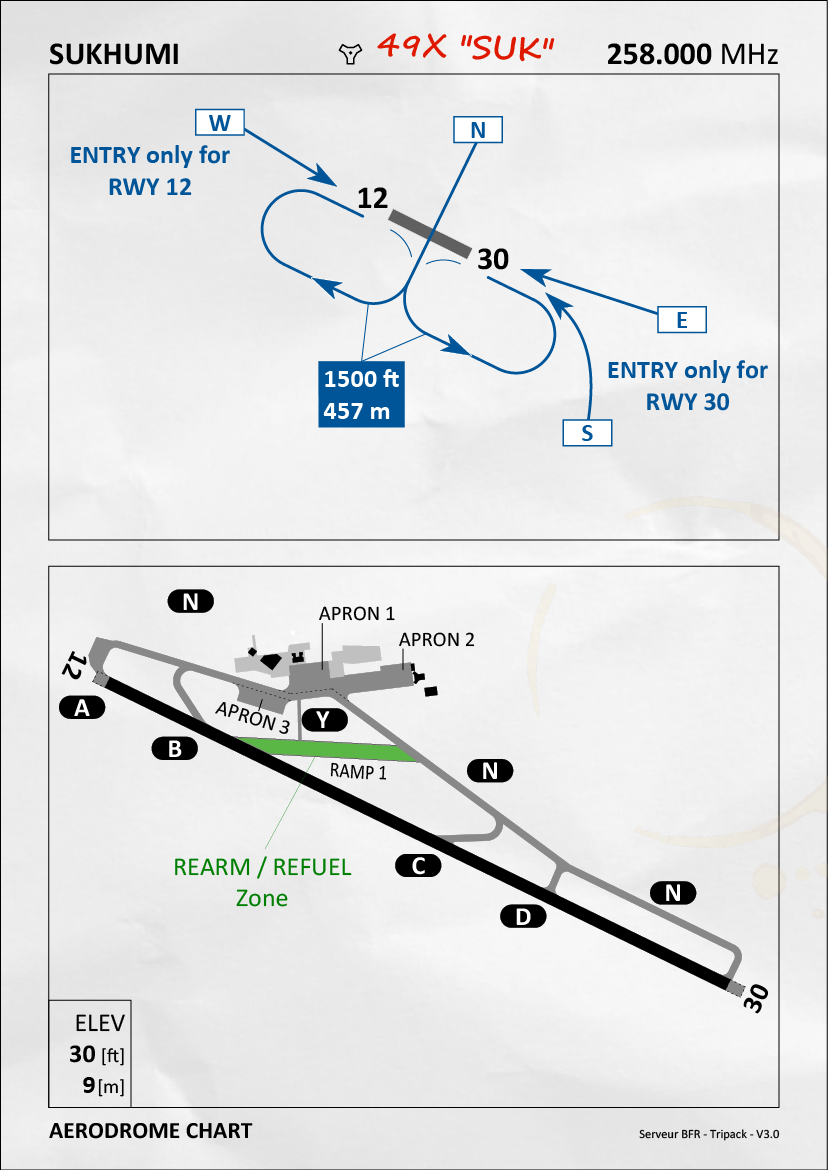 SUKHUMI 49X "SUK" 258.000 MHz
W
N
ENTRY only for
RWY 12
12
30
E
1500 ft
457 m
ENTRY only for
RWY 30
S
N
APRON 1
APRON 2
12
A
APRON 3
Y
B
RAMP 1
N
REARM / REFUEL
Zone
C
N
D
30
ELEV
30 [ft]
9 [m]
AERODROME CHART
Serveur BFR - Tripack - V3.0